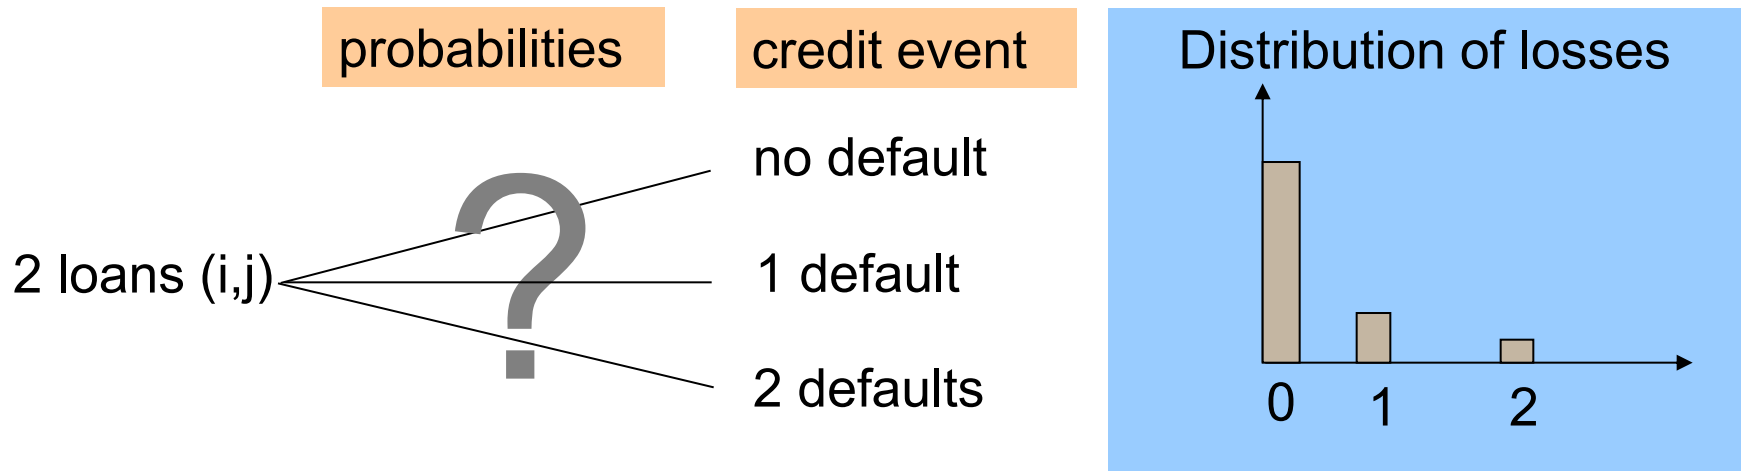 probabilities
credit event
Distribution of losses
no default
2 loans (i,j)
?
1 default
2 defaults
0
1
2